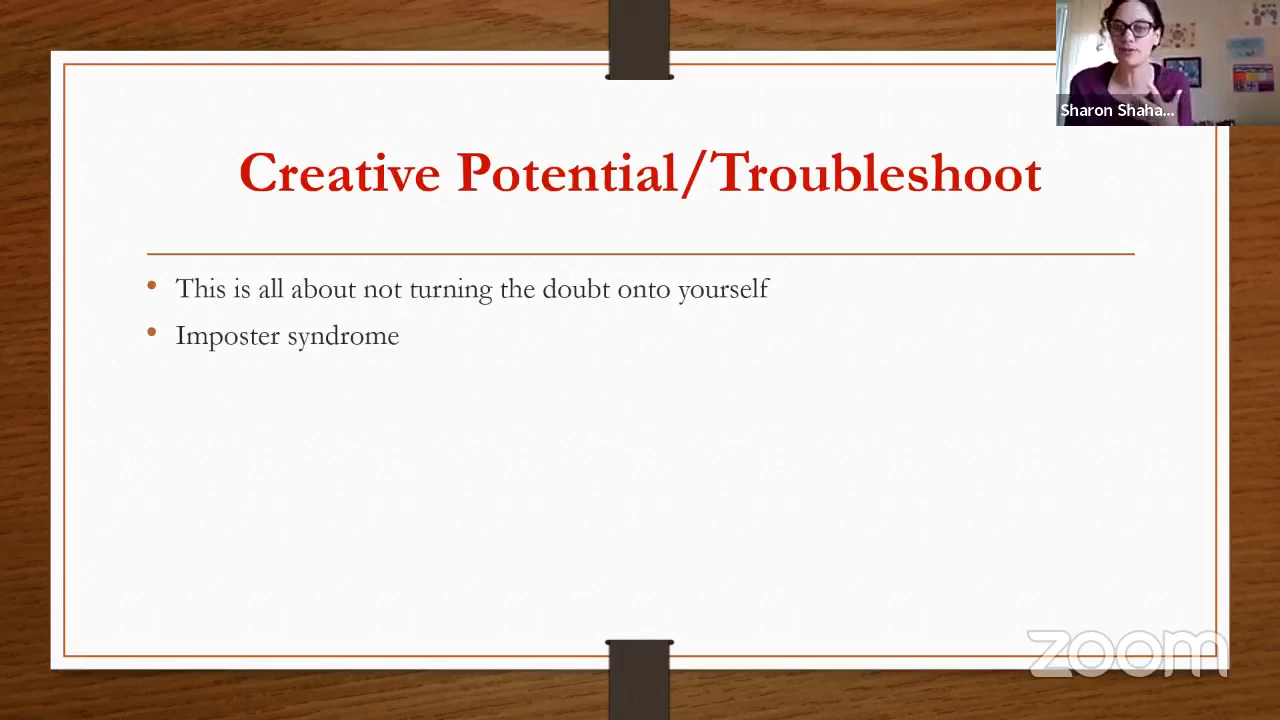 Sharon Shaha...
Creative Potential/Troubleshoot
• This is all about not turning the doubt onto yourself
• Imposter syndrome
zoom